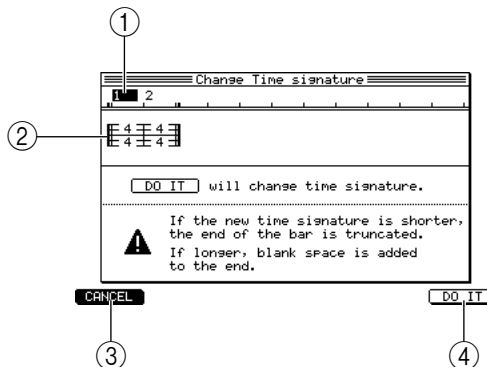 ①
Change Time signature
1 2
②
4 4
4 4
DO IT will change time signature.
If the new time signature is shorter,
the end of the bar is truncated.
If longer, blank space is added
to the end.
CANCEL DO IT
③ ④